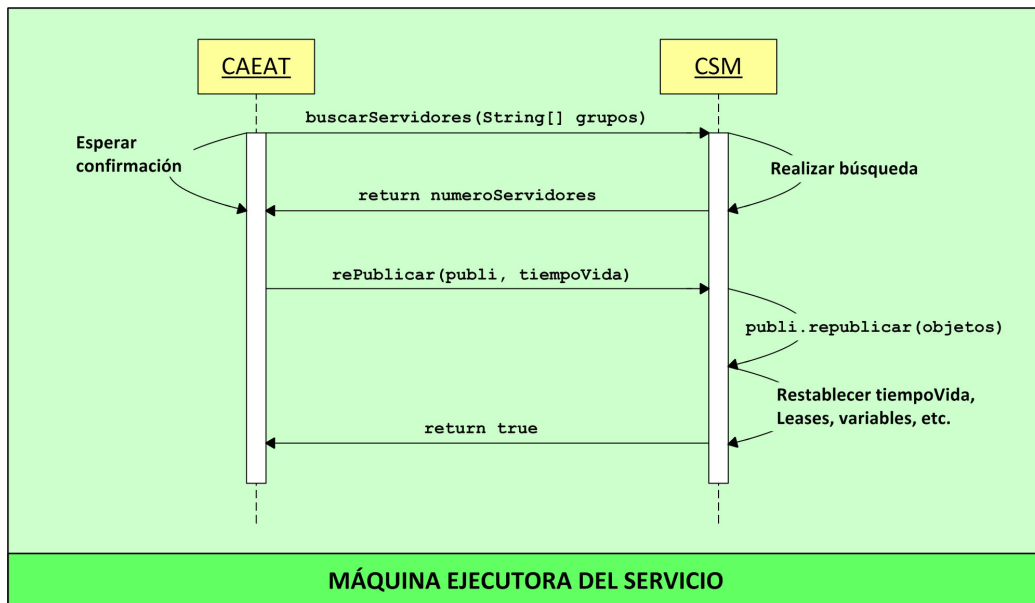 CAEAT
CSM
buscarServidores(String[] grupos)
Esperar
confirmación
Realizar búsqueda
return numeroServidores
rePublicar(publi, tiempoVida)
publi.republicar(objetos)
Restablecer tiempoVida,
Leases, variables, etc.
return true
MÁQUINA EJECUTORA DEL SERVICIO